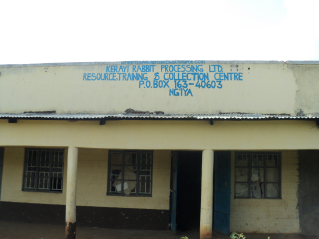 KERAYI RABBIT PROCESSING LTD
RESOURCE.TRAINING & COLLECTION CENTRE
P.O.BOX 163-40603
NGIYA